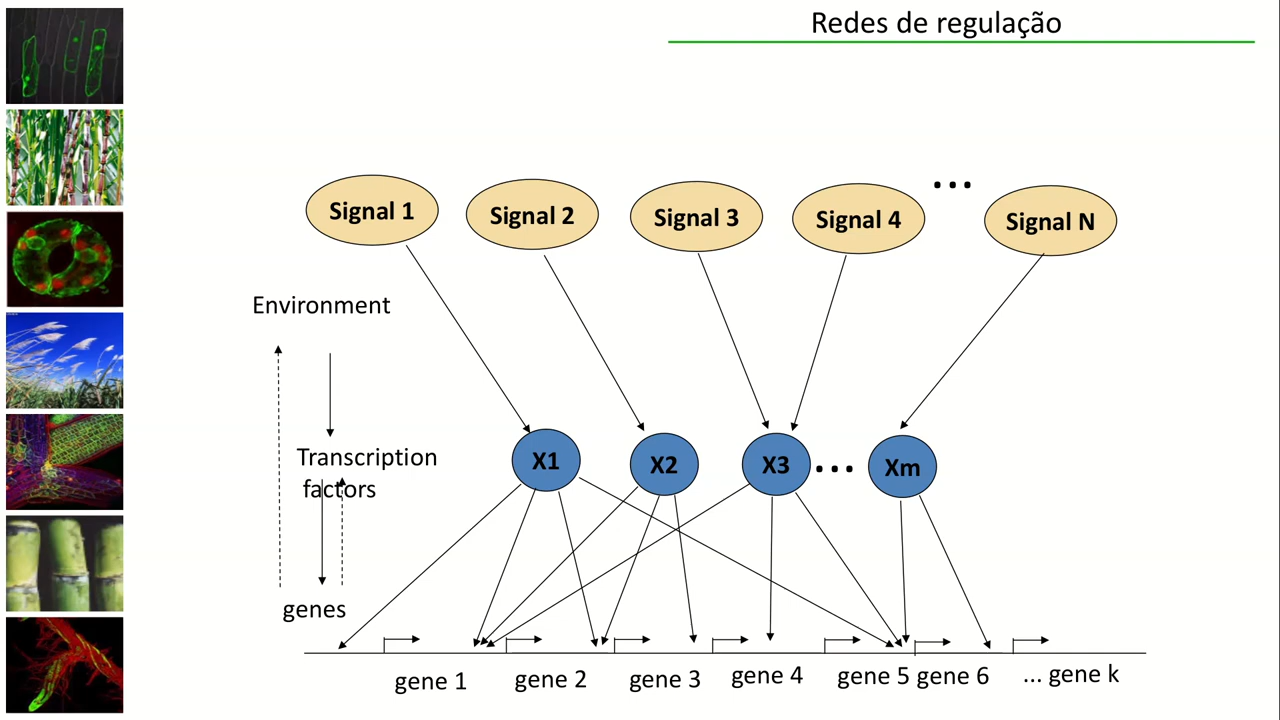 Redes de regulação
...
Signal 1
Signal 2
Signal 3
Signal 4
Signal N
Environment
Transcription
factors
X1
X2
X3
...
Xm
genes
gene 1
gene 2
gene 3
gene 4
gene 5
gene 6
... gene k